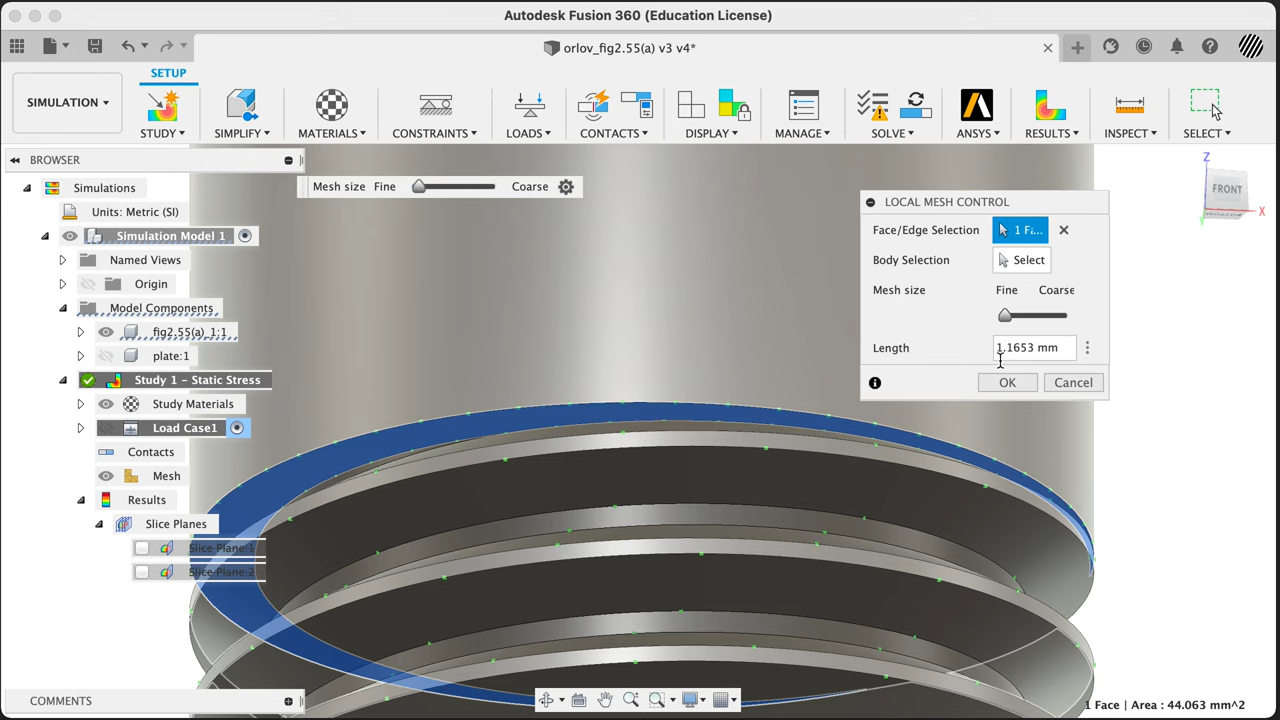 Autodesk Fusion 360 (Education License)
orlov_fig2.55(a) v3 v4*
SETUP
SIMULATION
STUDY
SIMPLIFY
MATERIALS
CONSTRAINTS
LOADS
CONTACTS
DISPLAY
MANAGE
SOLVE
ANSYS
RESULTS
INSPECT
SELECT
BROWSER
Mesh size Fine Coarse
Simulations
Units: Metric (SI)
Simulation Model 1
Named Views
Origin
Model Components
fig2.55(a)_1:1
plate:1
Study 1 - Static Stress
Study Materials
Load Case1
Contacts
Mesh
Results
Slice Planes
Slice Plane:1
Slice Plane:2
LOCAL MESH CONTROL
Face/Edge Selection 1 Fa...
Body Selection Select
Mesh size Fine Coarse
Length 1.1653 mm
OK Cancel
Z
FRONT
X
Y
COMMENTS
1 Face | Area : 44.063 mm^2